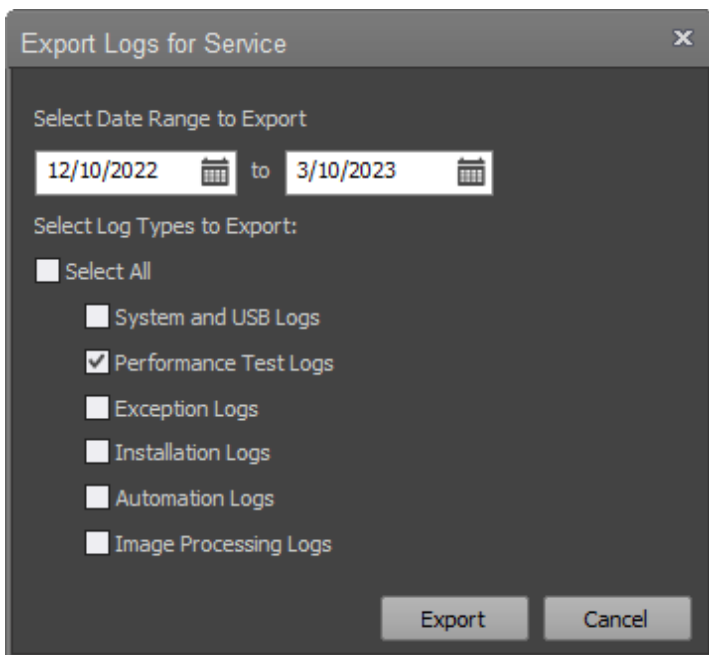 Export Logs for Service
Select Date Range to Export
12/10/2022 to 3/10/2023
Select Log Types to Export:
Select All
System and USB Logs
Performance Test Logs
Exception Logs
Installation Logs
Automation Logs
Image Processing Logs
Export Cancel